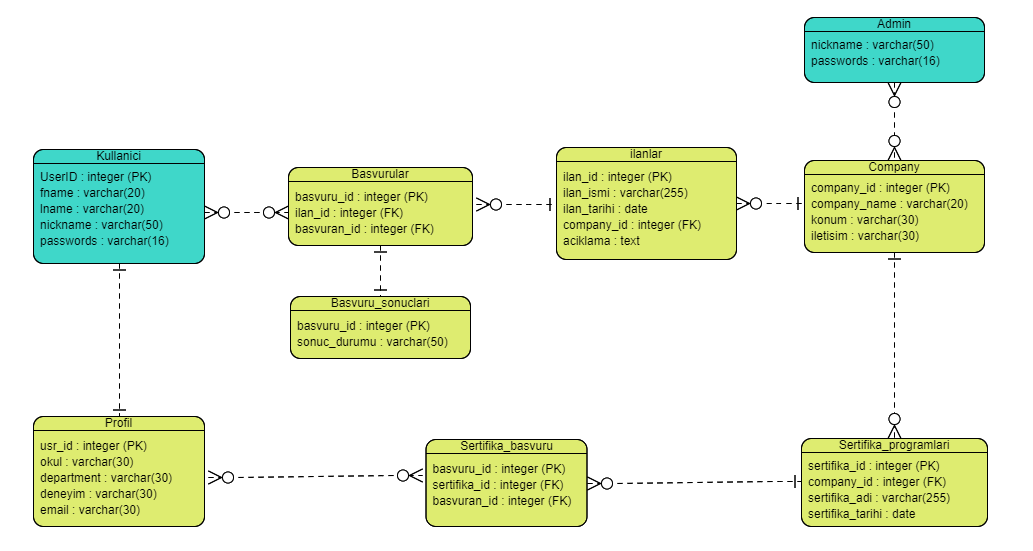 Admin
nickname : varchar(50)
passwords : varchar(16)
Kullanici
UserID : integer (PK)
fname : varchar(20)
lname : varchar(20)
nickname : varchar(50)
passwords : varchar(16)
Basvurular
basvuru_id : integer (PK)
ilan_id : integer (FK)
basvuran_id : integer (FK)
ilanlar
ilan_id : integer (PK)
ilan_ismi : varchar(255)
ilan_tarihi : date
company_id : integer (FK)
aciklama : text
Company
company_id : integer (PK)
company_name : varchar(20)
konum : varchar(30)
iletisim : varchar(30)
Basvuru_sonuclari
basvuru_id : integer (PK)
sonuc_durumu : varchar(50)
Profil
usr_id : integer (PK)
okul : varchar(30)
department : varchar(30)
deneyim : varchar(30)
email : varchar(30)
Sertifika_basvuru
basvuru_id : integer (PK)
sertifika_id : integer (FK)
basvuran_id : integer (FK)
Sertifika_programlari
sertifika_id : integer (PK)
company_id : integer (FK)
sertifika_adi : varchar(255)
sertifika_tarihi : date